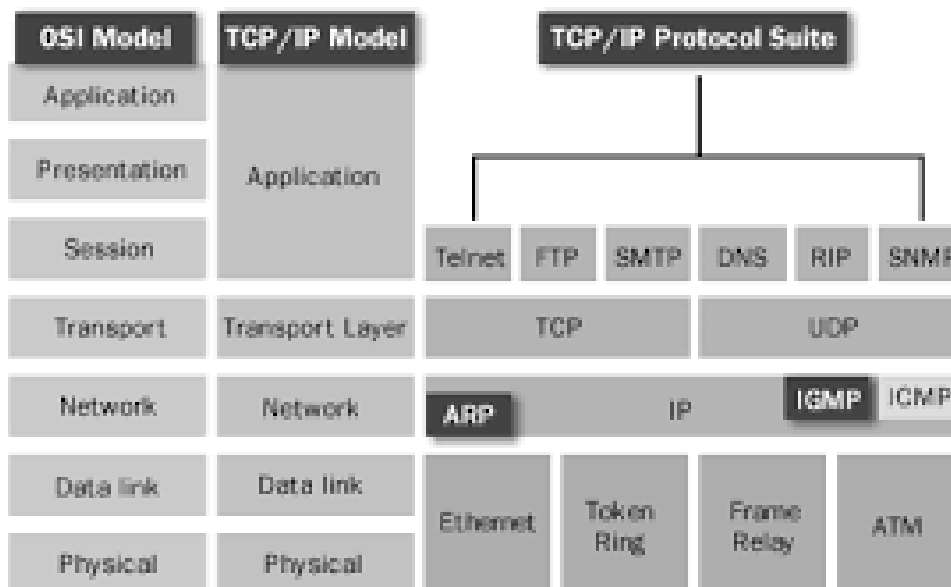 OSI Model
TCP/IP Model
TCP/IP Protocol Suite
Application
Presentation
Session
Application
Telnet
FTP
SMTP
DNS
RIP
SNMP
Transport
Transport Layer
TCP
UDP
Network
Network
ARP
IP
IGMP
ICMP
Data link
Data link
Physical
Physical
Ethernet
Token
Ring
Frame
Relay
ATM